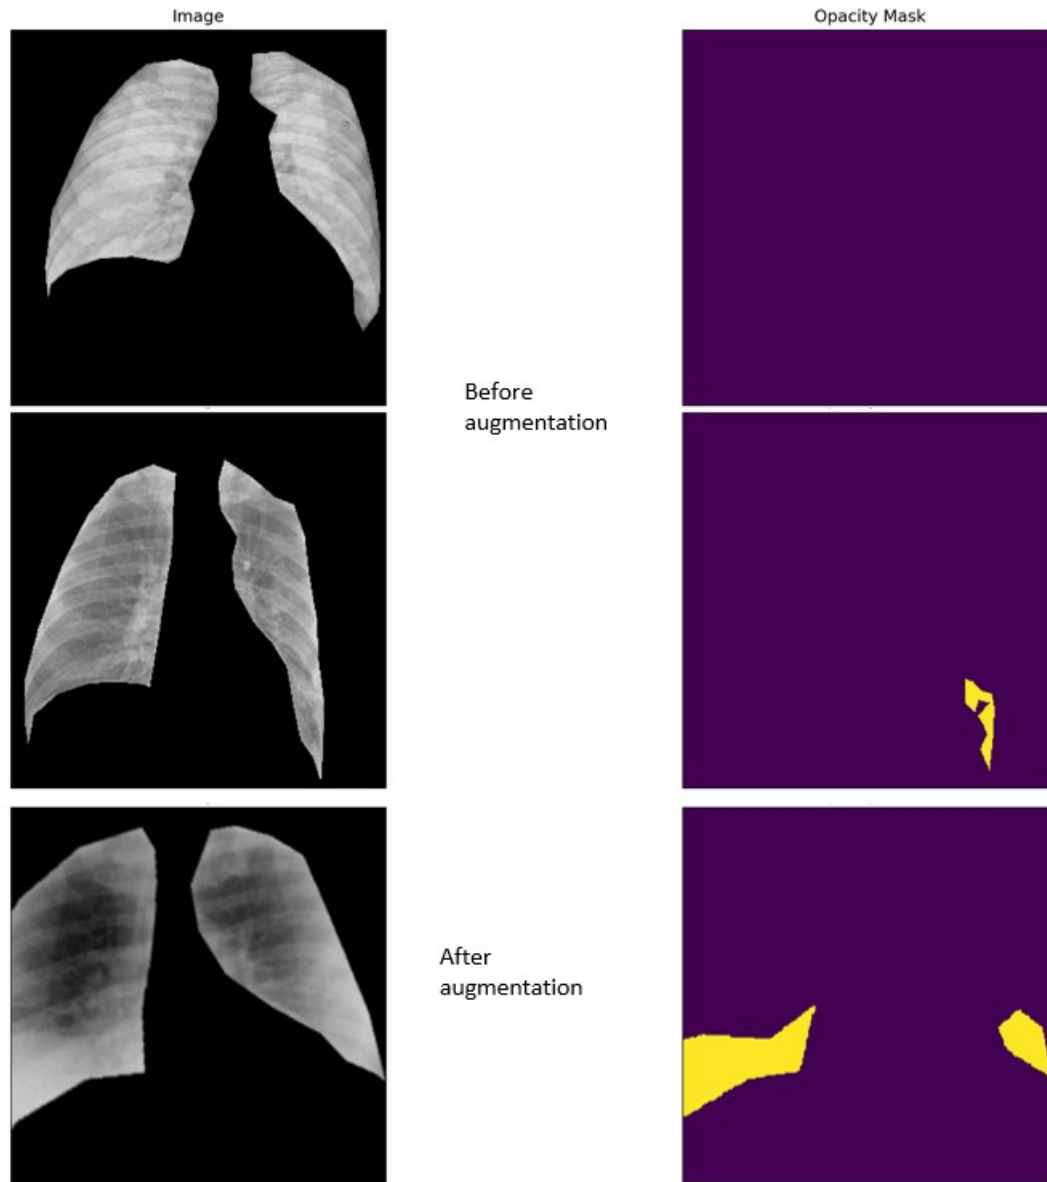 Image
Opacity Mask
Before
augmentation
After
augmentation